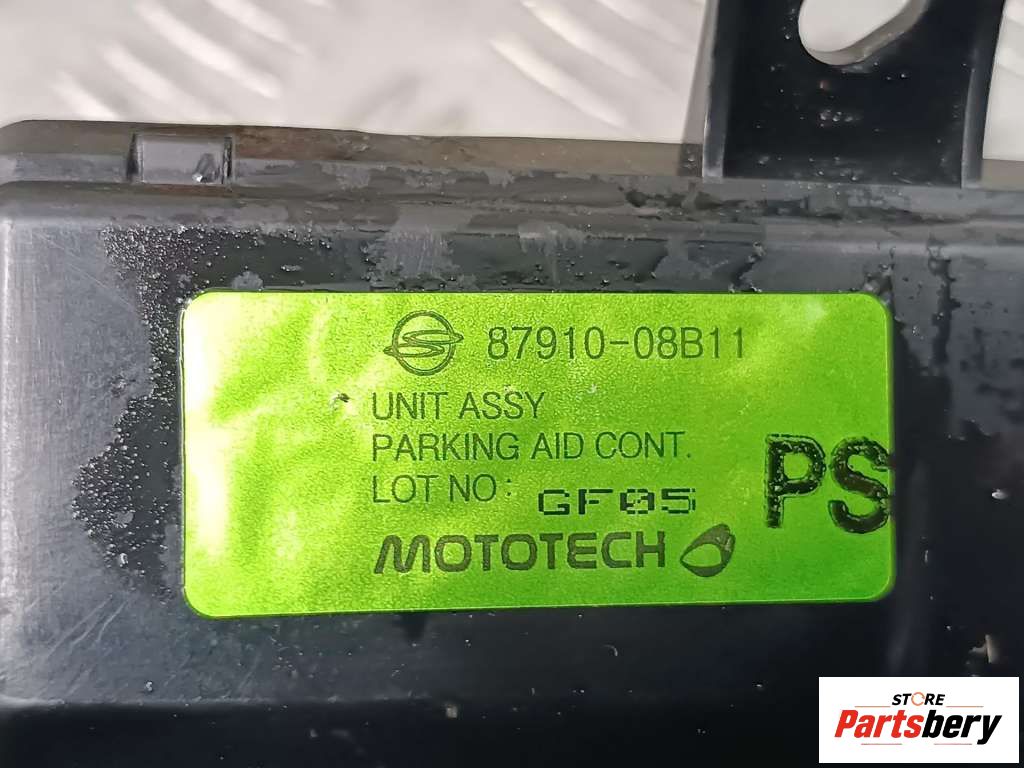 87910-08B11
UNIT ASSY
PARKING AID CONT.
LOT NO: GF05
PS
MOTOTECH
STORE
Partsbery